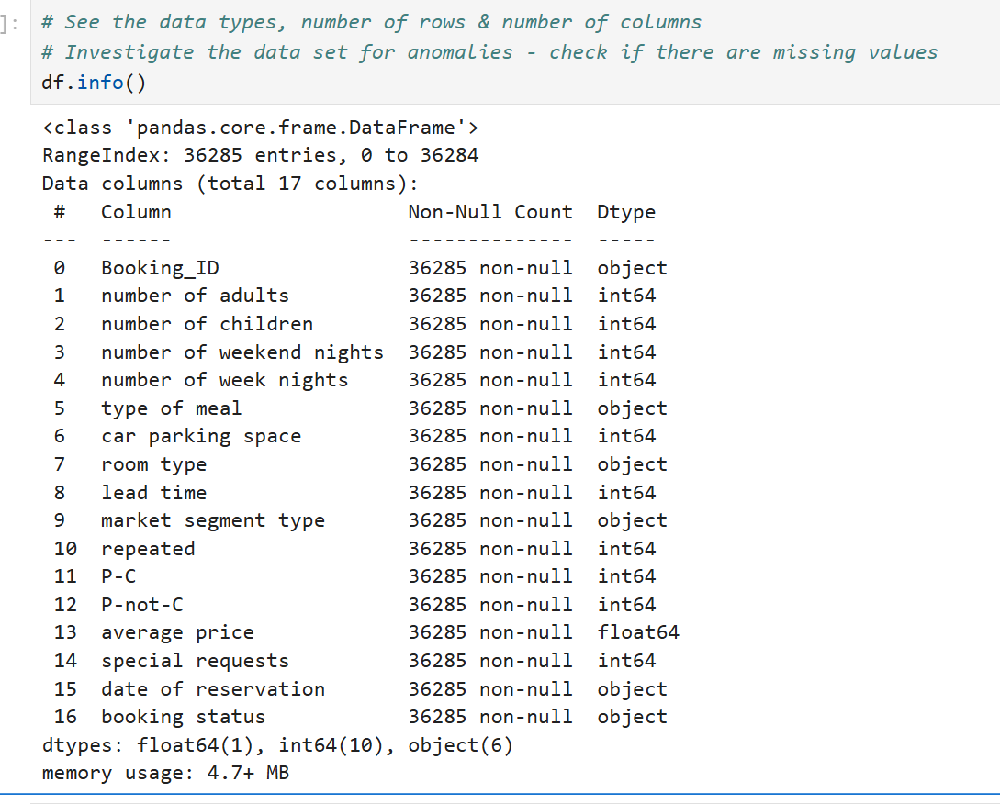 ]:
# See the data types, number of rows & number of columns
# Investigate the data set for anomalies - check if there are missing values
df.info()
<class 'pandas.core.frame.DataFrame'>
RangeIndex: 36285 entries, 0 to 36284
Data columns (total 17 columns):
 #   Column                    Non-Null Count  Dtype
---  ------                    --------------  -----
 0   Booking_ID                36285 non-null  object
 1   number of adults          36285 non-null  int64
 2   number of children        36285 non-null  int64
 3   number of weekend nights  36285 non-null  int64
 4   number of week nights     36285 non-null  int64
 5   type of meal              36285 non-null  object
 6   car parking space         36285 non-null  int64
 7   room type                 36285 non-null  object
 8   lead time                 36285 non-null  int64
 9   market segment type       36285 non-null  object
 10  repeated                  36285 non-null  int64
 11  P-C                       36285 non-null  int64
 12  P-not-C                   36285 non-null  int64
 13  average price             36285 non-null  float64
 14  special requests          36285 non-null  int64
 15  date of reservation       36285 non-null  object
 16  booking status            36285 non-null  object
dtypes: float64(1), int64(10), object(6)
memory usage: 4.7+ MB